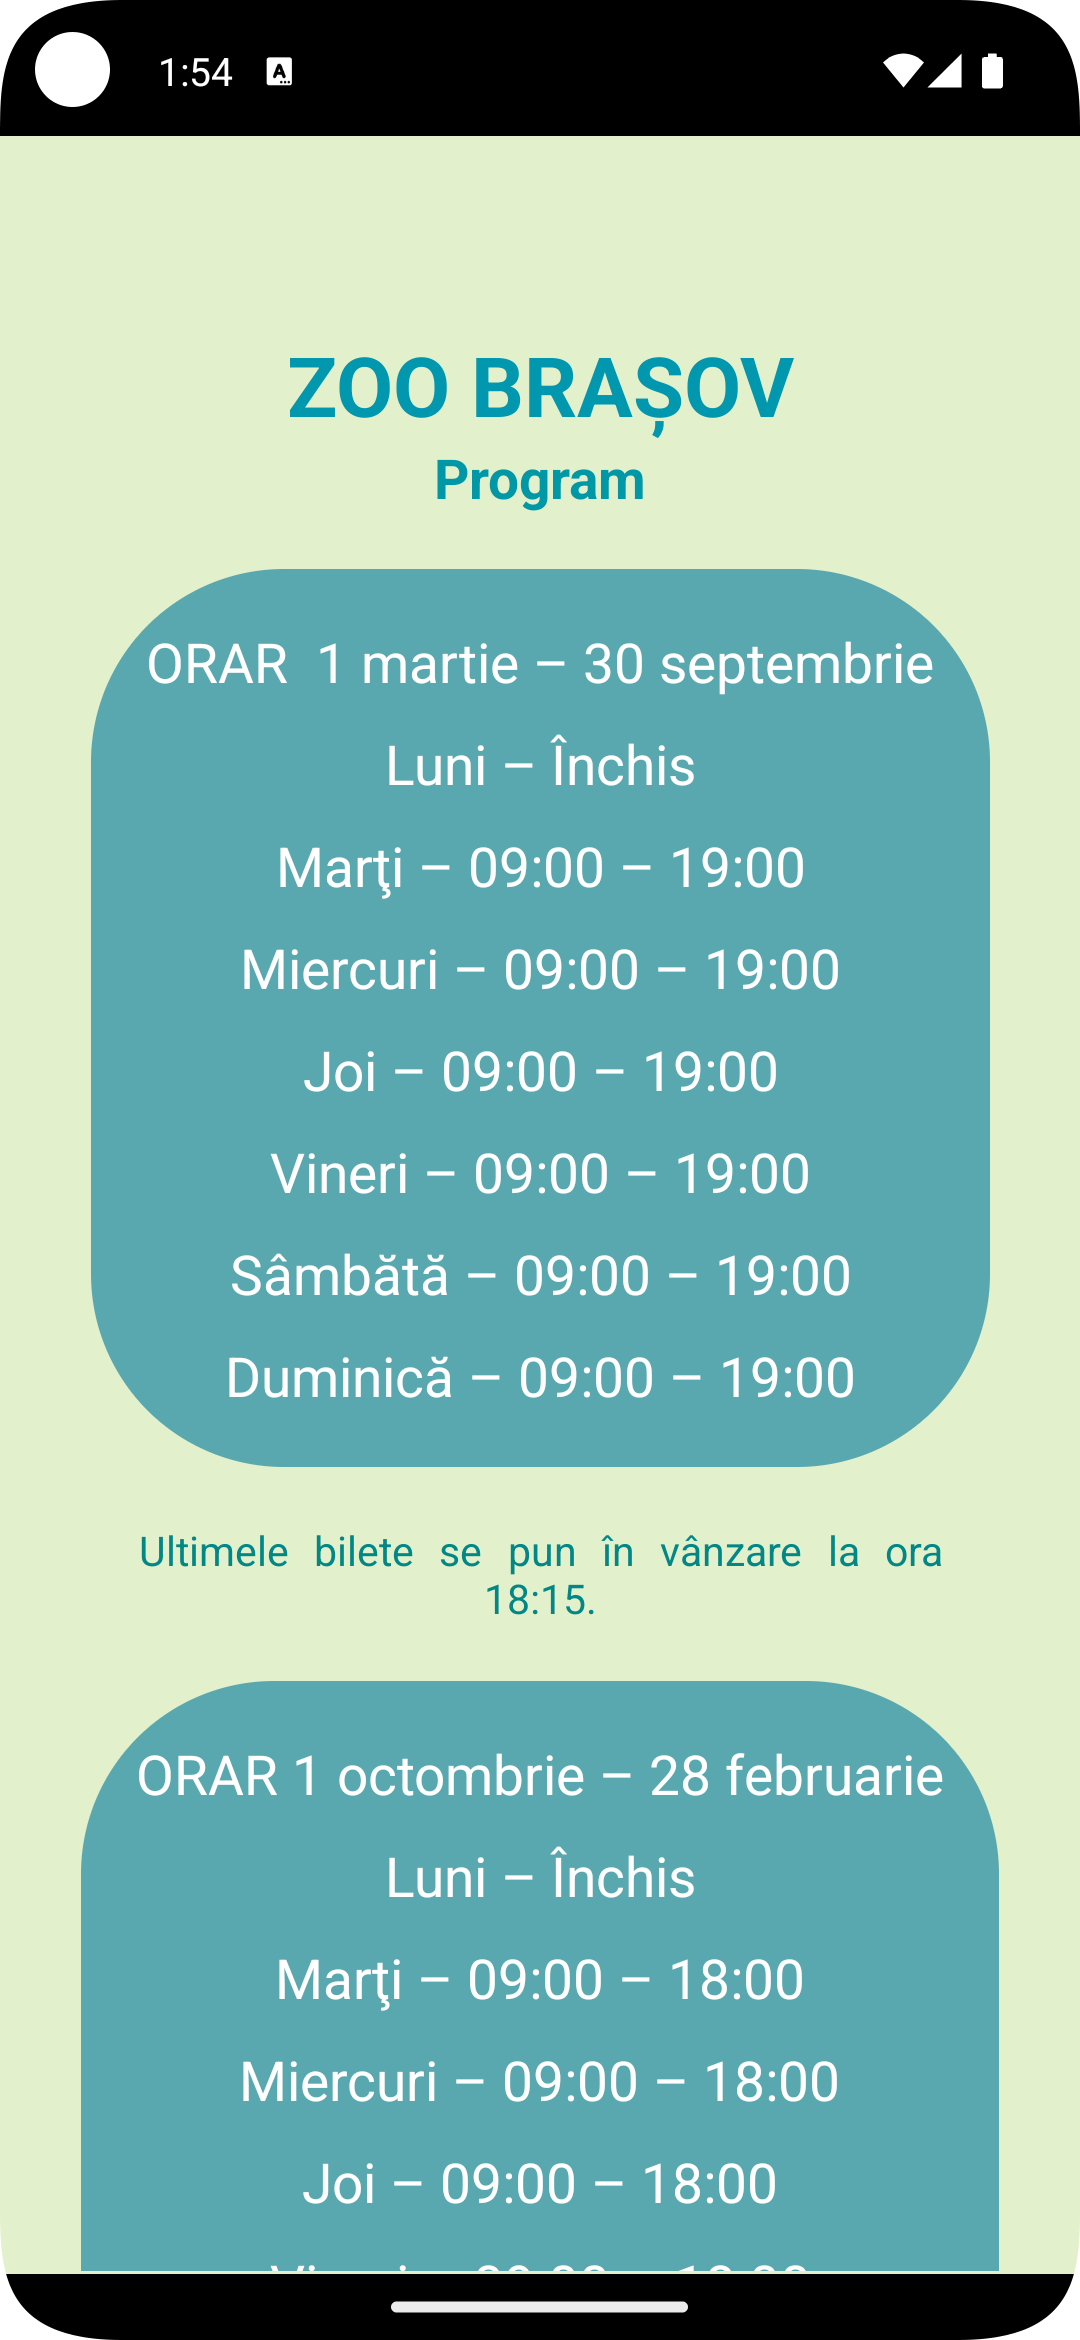 1:54
ZOO BRAȘOV
Program
ORAR  1 martie – 30 septembrie
Luni – Închis
Marţi – 09:00 – 19:00
Miercuri – 09:00 – 19:00
Joi – 09:00 – 19:00
Vineri – 09:00 – 19:00
Sâmbătă – 09:00 – 19:00
Duminică – 09:00 – 19:00
Ultimele bilete se pun în vânzare la ora
18:15.
ORAR 1 octombrie – 28 februarie
Luni – Închis
Marţi – 09:00 – 18:00
Miercuri – 09:00 – 18:00
Joi – 09:00 – 18:00